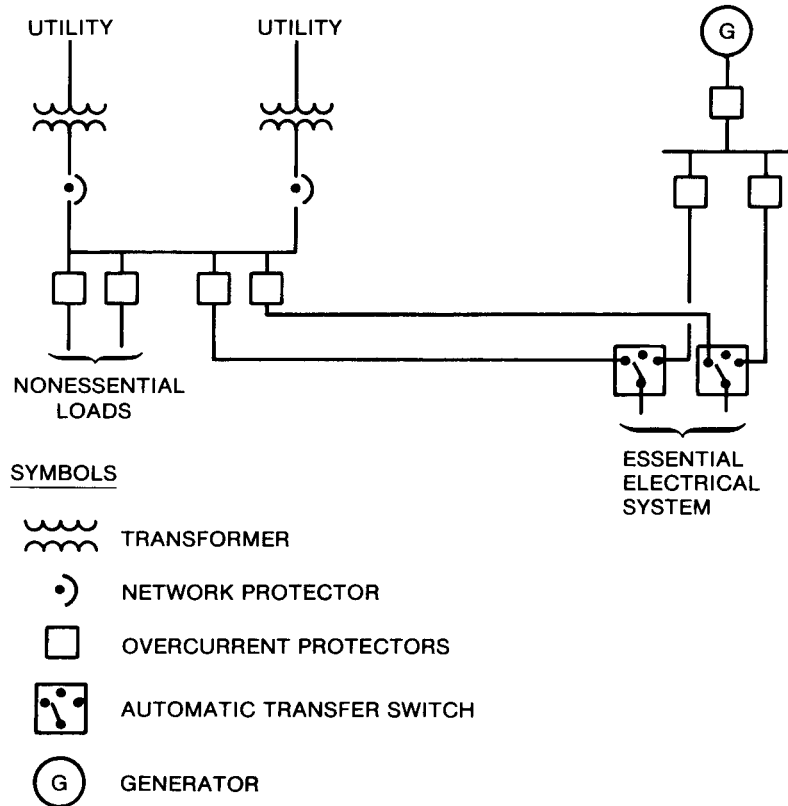 UTILITY
UTILITY
G
NONESSENTIAL
LOADS
ESSENTIAL
ELECTRICAL
SYSTEM
SYMBOLS
TRANSFORMER
NETWORK PROTECTOR
OVERCURRENT PROTECTORS
AUTOMATIC TRANSFER SWITCH
G
GENERATOR